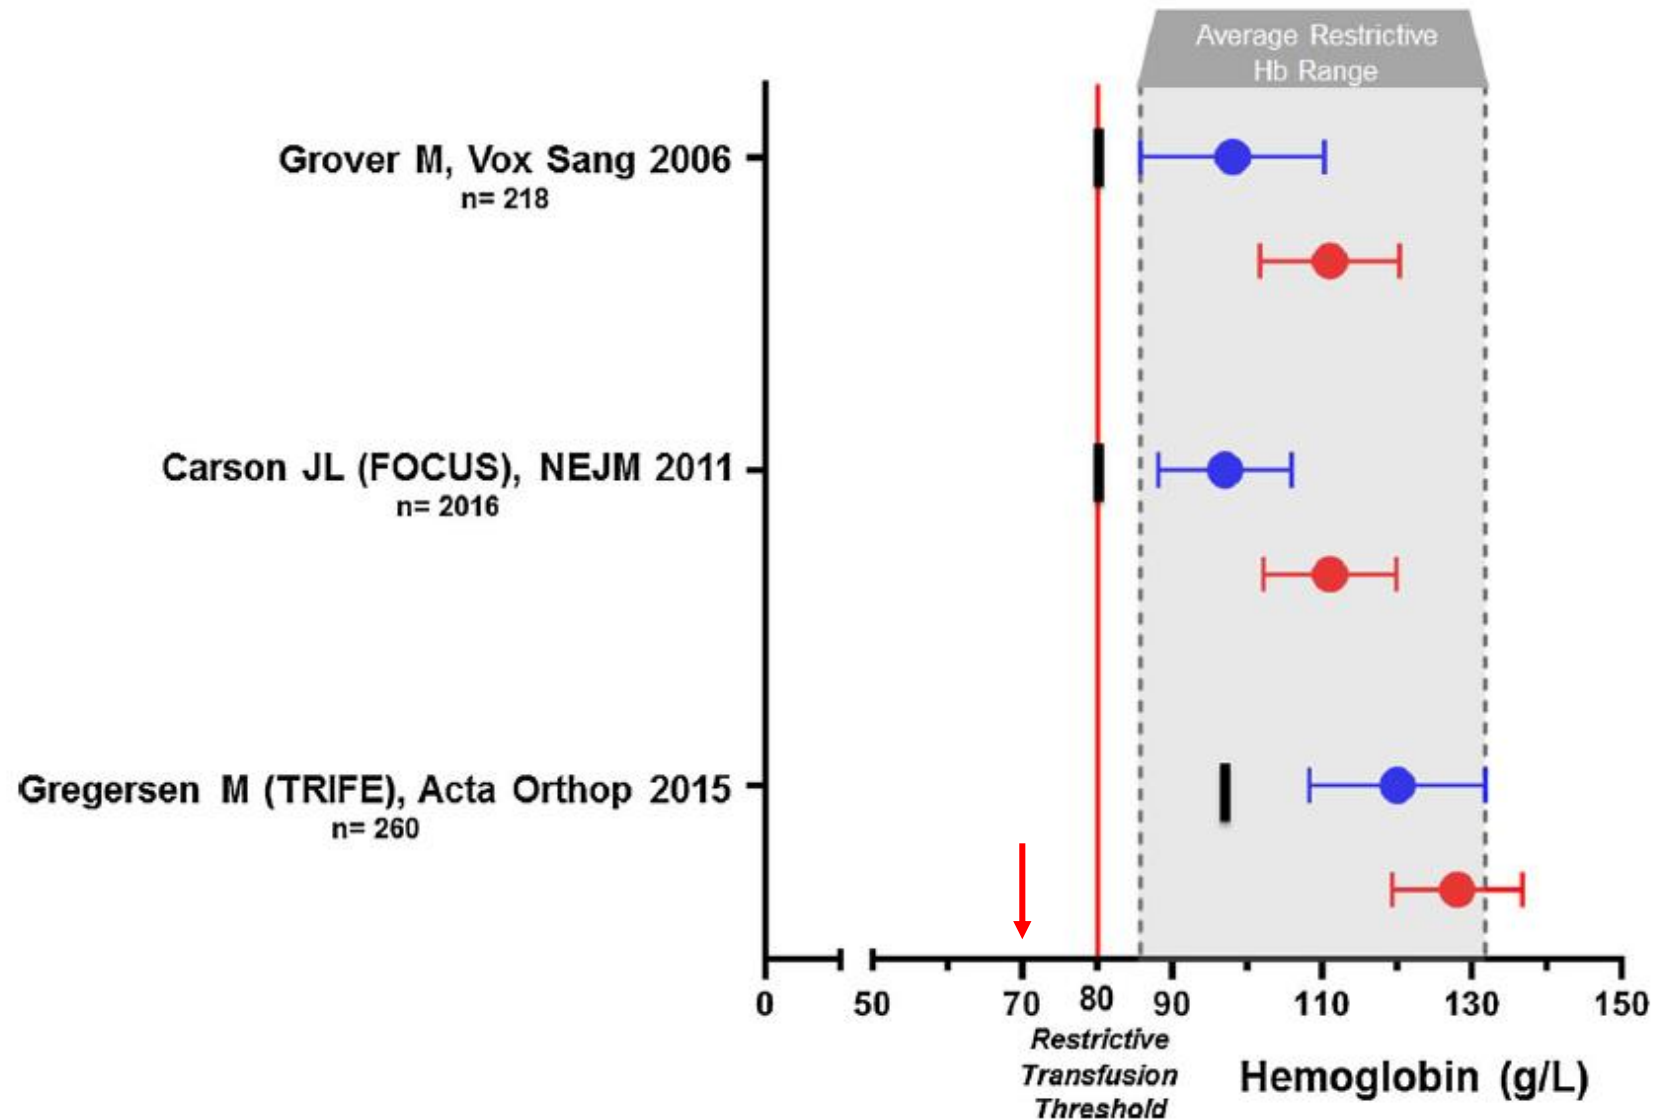 Average Restrictive
Hb Range
Grover M, Vox Sang 2006
n= 218
Carson JL (FOCUS), NEJM 2011
n= 2016
Gregersen M (TRIFE), Acta Orthop 2015
n= 260
0 50 70 80 90 110 130 150
Restrictive
Transfusion
Threshold
Hemoglobin (g/L)